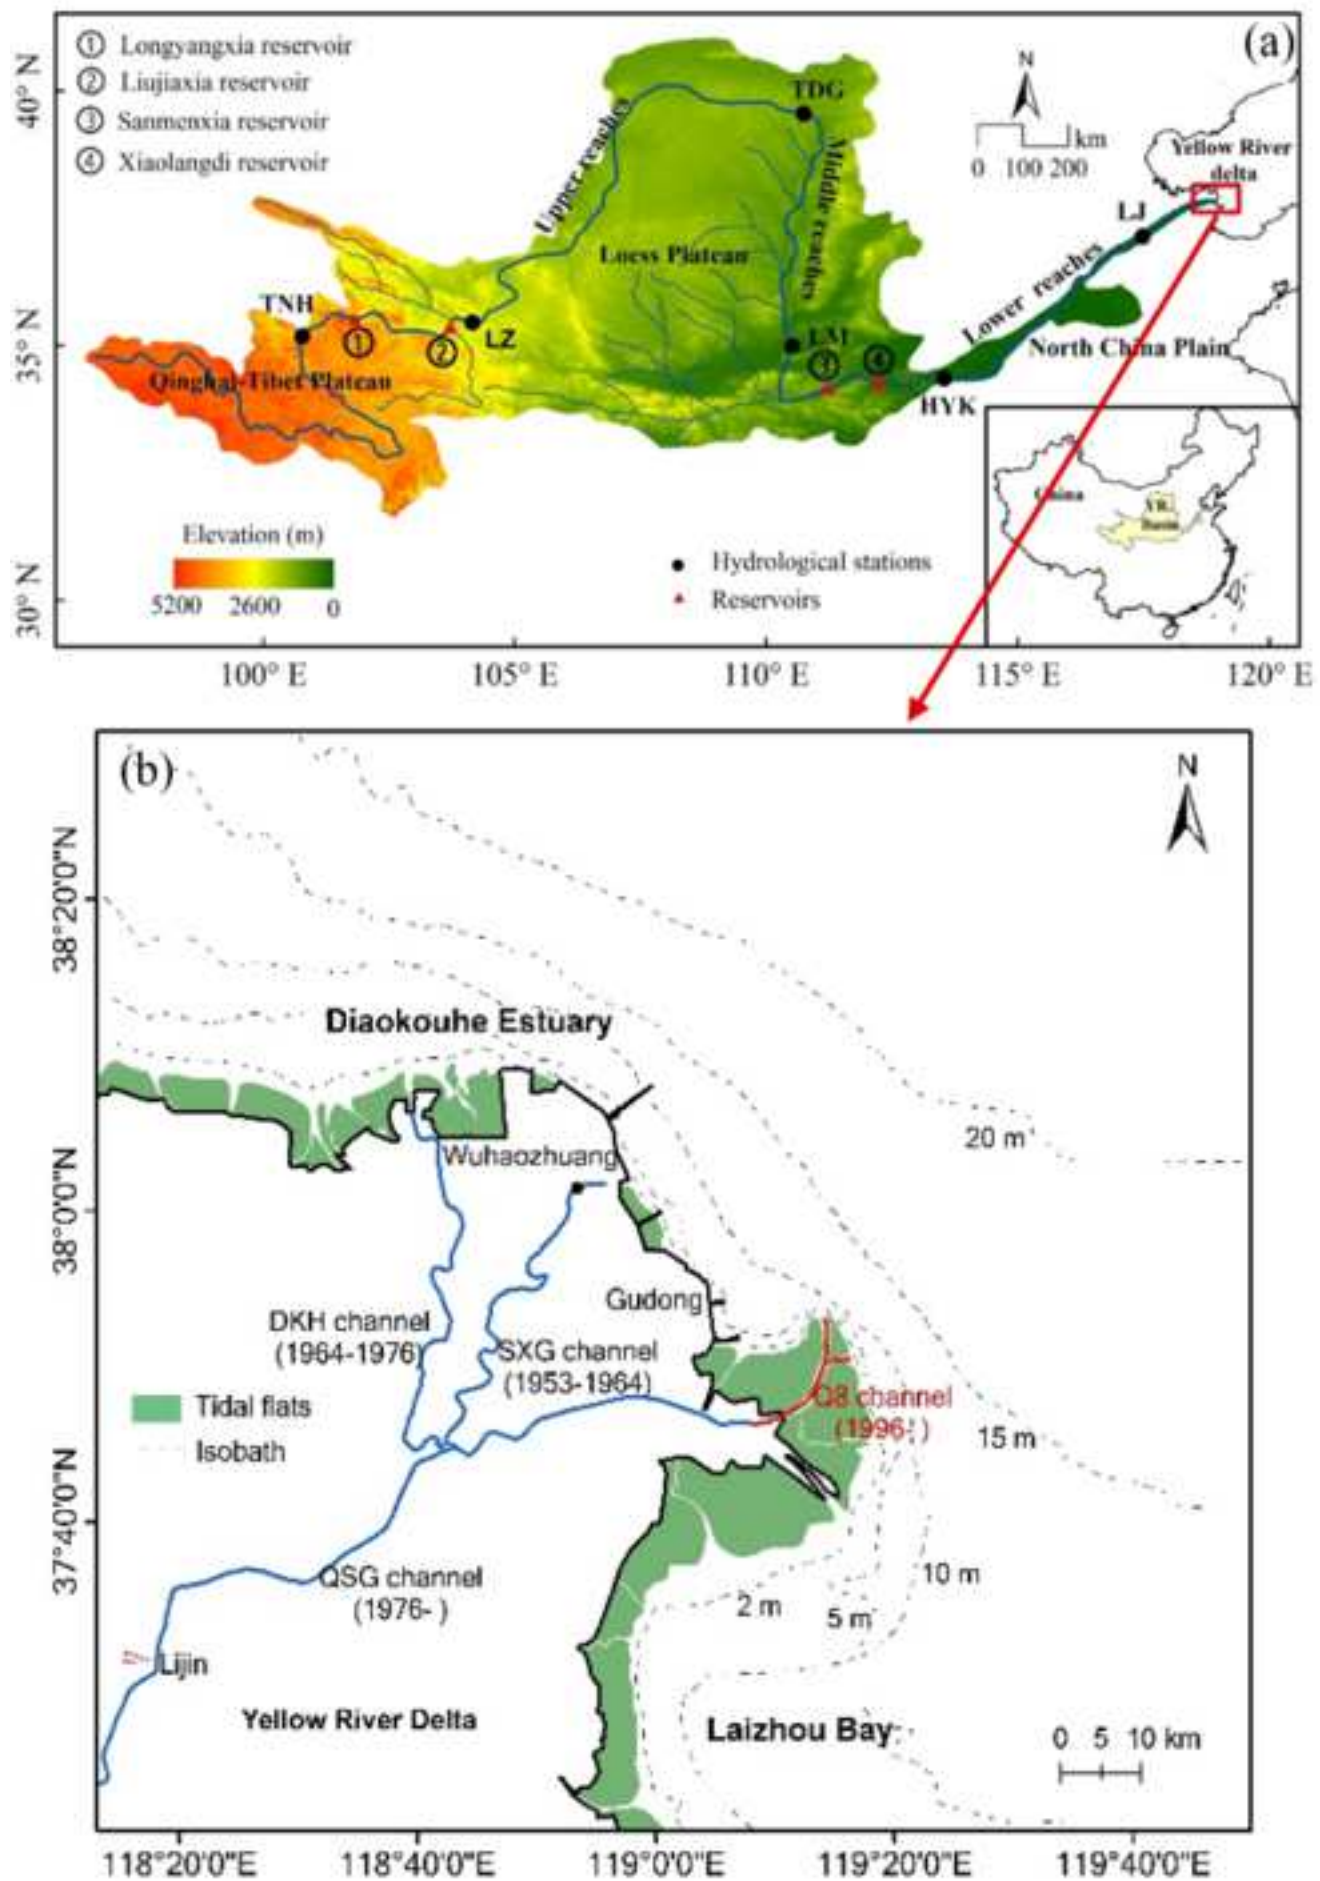 (a)
① Longyangxia reservoir
② Liujiaxia reservoir
③ Sanmenxia reservoir
④ Xiaolangdi reservoir
N
km
0 100 200
40° N
35° N
30° N
TDG
Upper reaches
Middle reaches
Yellow River
delta
LJ
Loess Plateau
Lower reaches
TNH
①
②
LZ
LM
③
④
North China Plain
Qinghai-Tibet Plateau
HYK
China
YR
Basin
Elevation (m)
5200 2600 0
Hydrological stations
Reservoirs
100° E
105° E
110° E
115° E
120° E
(b)
N
38°20'0"N
38°0'0"N
37°40'0"N
Diaokouhe Estuary
20 m
Wuhaozhuang
Gudong
DKH channel
(1964-1976)
SXG channel
(1953-1964)
Q8 channel
(1996- )
Tidal flats
Isobath
15 m
QSG channel
(1976- )
10 m
2 m
5 m
Lijin
Yellow River Delta
Laizhou Bay
0 5 10 km
118°20'0"E
118°40'0"E
119°0'0"E
119°20'0"E
119°40'0"E